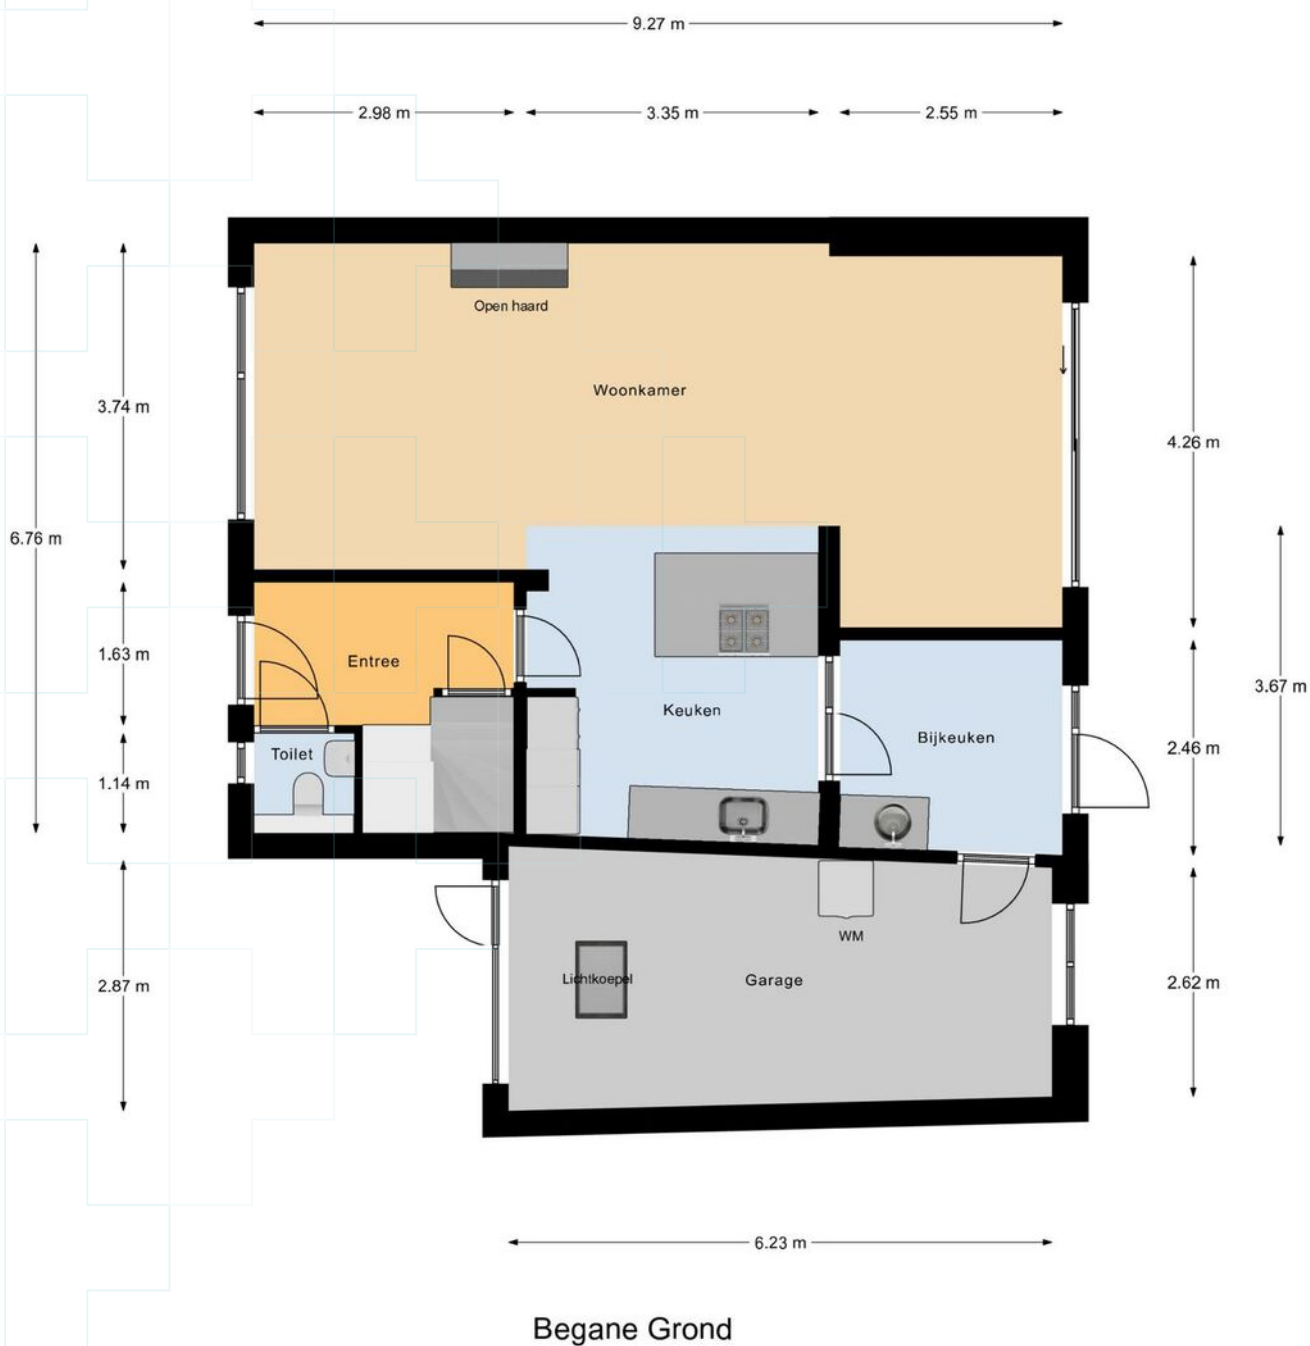 9.27 m
2.98 m
3.35 m
2.55 m
Open haard
Woonkamer
3.74 m
4.26 m
6.76 m
1.63 m
Entree
3.67 m
Keuken
Bijkeuken
2.46 m
Toilet
1.14 m
WM
Lichtkoepel
Garage
2.87 m
2.62 m
6.23 m
Begane Grond